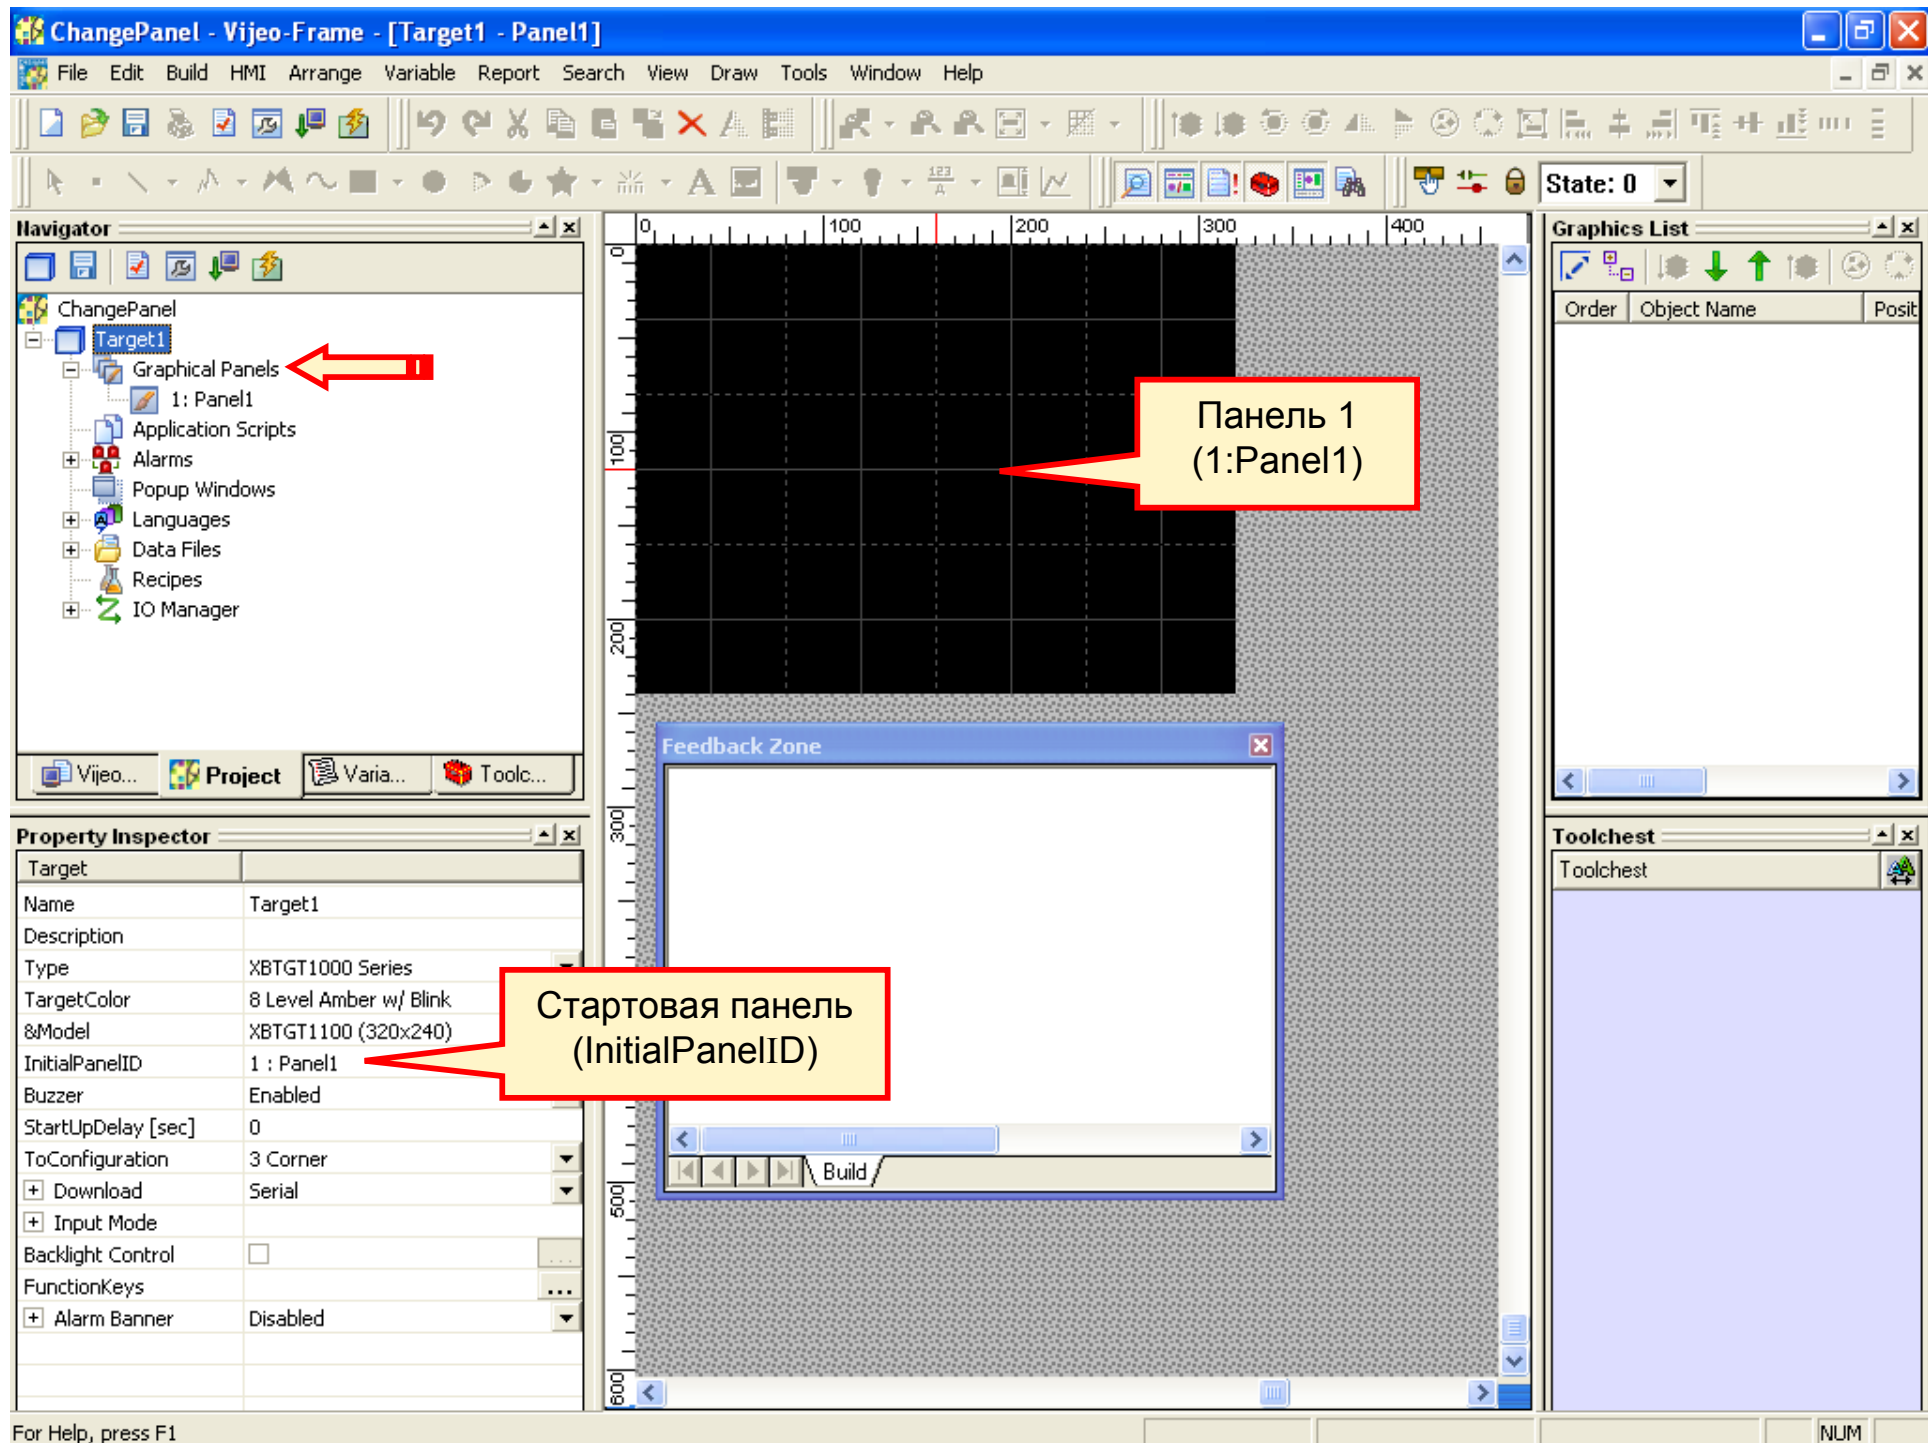 ChangePanel - Vijeo-Frame - [Target1 - Panel1]
File Edit Build HMI Arrange Variable Report Search View Draw Tools Window Help
State: 0
Navigator
ChangePanel
Target1
Graphical Panels
1: Panel1
Application Scripts
Alarms
Popup Windows
Languages
Data Files
Recipes
IO Manager
Vijeo... Project Varia... Toolc...
Property Inspector
Target
Name Target1
Description
Type XBTGT1000 Series
TargetColor 8 Level Amber w/ Blink
&Model XBTGT1100 (320x240)
InitialPanelID 1 : Panel1
Buzzer Enabled
StartUpDelay [sec] 0
ToConfiguration 3 Corner
Download Serial
Input Mode
Backlight Control
FunctionKeys
Alarm Banner Disabled
0 100 200 300 400
0
100
200
300
500
600
Панель 1
(1:Panel1)
Feedback Zone
Стартовая панель
(InitialPanelID)
Build
Graphics List
Order Object Name Posit
Toolchest
Toolchest
For Help, press F1
NUM